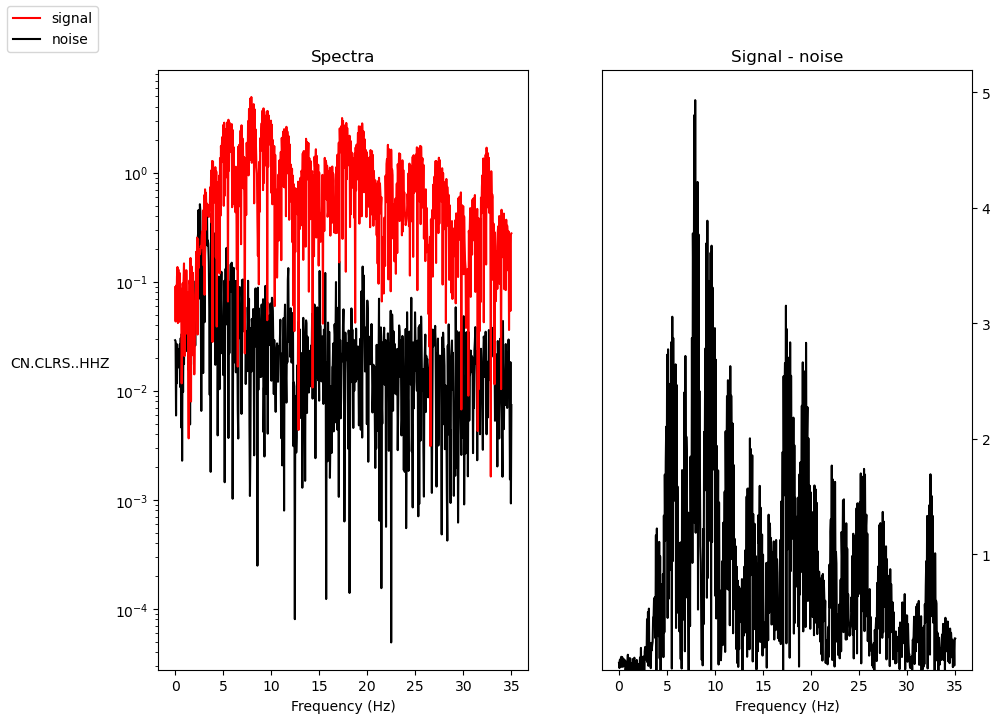 signal
noise
Spectra
Signal - noise
10^0
10^-1
10^-2
10^-3
10^-4
CN.CLRS..HHZ
5
4
3
2
1
0 5 10 15 20 25 30 35
0 5 10 15 20 25 30 35
Frequency (Hz)
Frequency (Hz)